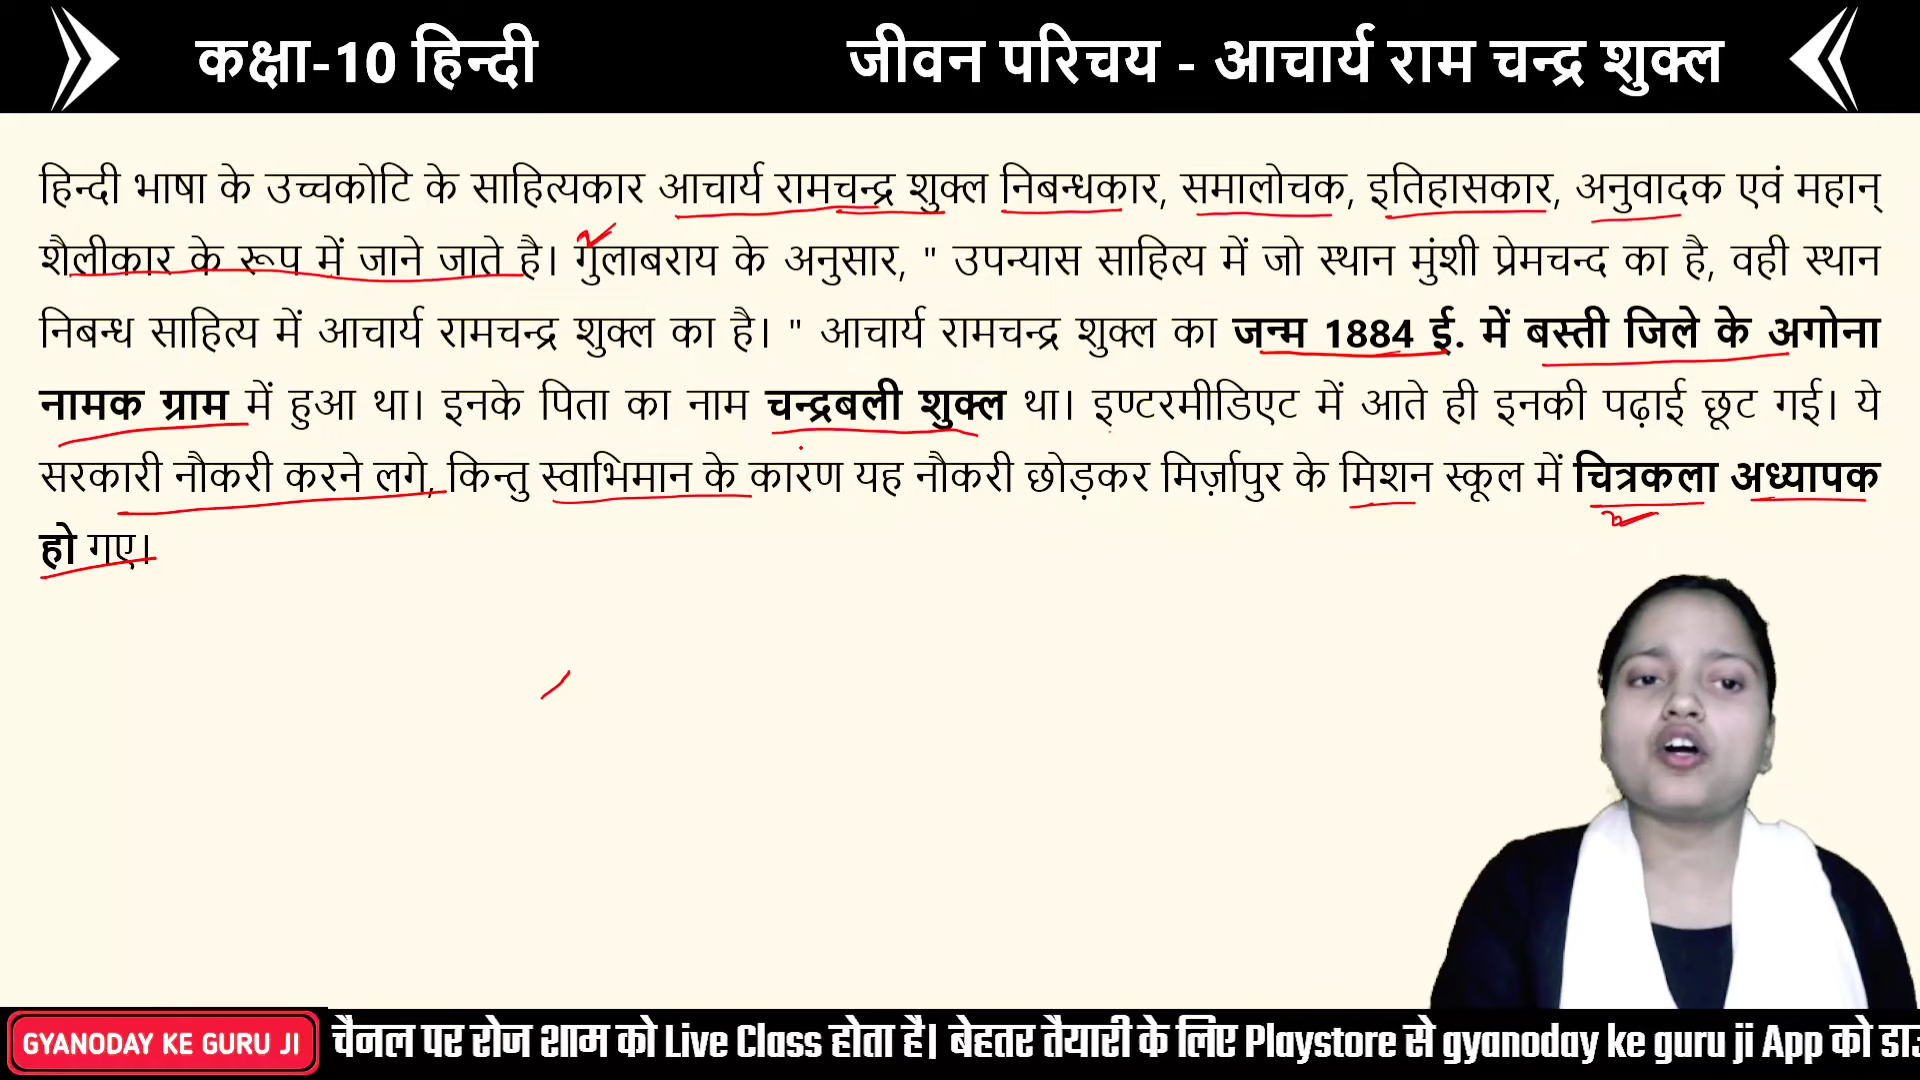 कक्षा-10 हिन्दी
जीवन परिचय - आचार्य राम चन्द्र शुक्ल
हिन्दी भाषा के उच्चकोटि के साहित्यकार आचार्य रामचन्द्र शुक्ल निबन्धकार, समालोचक, इतिहासकार, अनुवादक एवं महान्
शैलीकार के रूप में जाने जाते है। गुलाबराय के अनुसार, " उपन्यास साहित्य में जो स्थान मुंशी प्रेमचन्द का है, वही स्थान
निबन्ध साहित्य में आचार्य रामचन्द्र शुक्ल का है। " आचार्य रामचन्द्र शुक्ल का जन्म 1884 ई. में बस्ती जिले के अगोना
नामक ग्राम में हुआ था। इनके पिता का नाम चन्द्रबली शुक्ल था। इण्टरमीडिएट में आते ही इनकी पढ़ाई छूट गई। ये
सरकारी नौकरी करने लगे, किन्तु स्वाभिमान के कारण यह नौकरी छोड़कर मिर्ज़ापुर के मिशन स्कूल में चित्रकला अध्यापक
हो गए।
GYANODAY KE GURU JI
चैनल पर रोज शाम को Live Class होता है। बेहतर तैयारी के लिए Playstore से gyanoday ke guru ji App को